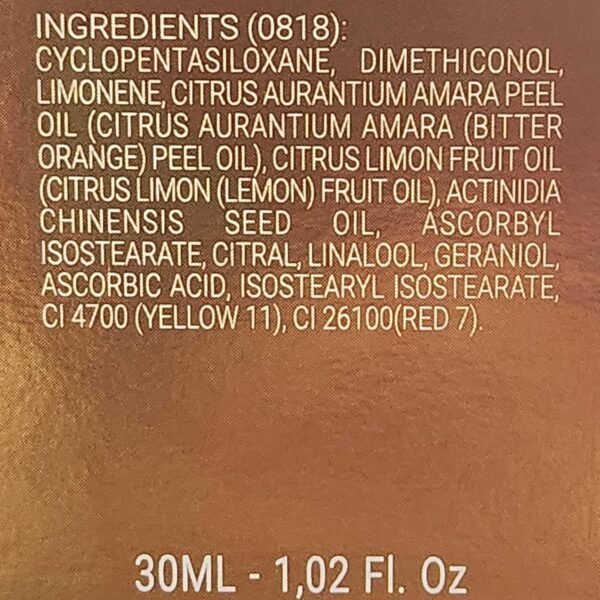 INGREDIENTS (0818):
CYCLOPENTASILOXANE, DIMETHICONOL,
LIMONENE, CITRUS AURANTIUM AMARA PEEL
OIL (CITRUS AURANTIUM AMARA (BITTER
ORANGE) PEEL OIL), CITRUS LIMON FRUIT OIL
(CITRUS LIMON (LEMON) FRUIT OIL), ACTINIDIA
CHINENSIS SEED OIL, ASCORBYL
ISOSTEARATE, CITRAL, LINALOOL, GERANIOL,
ASCORBIC ACID, ISOSTEARYL ISOSTEARATE,
CI 4700 (YELLOW 11), CI 26100(RED 7).
30ML - 1,02 Fl. Oz